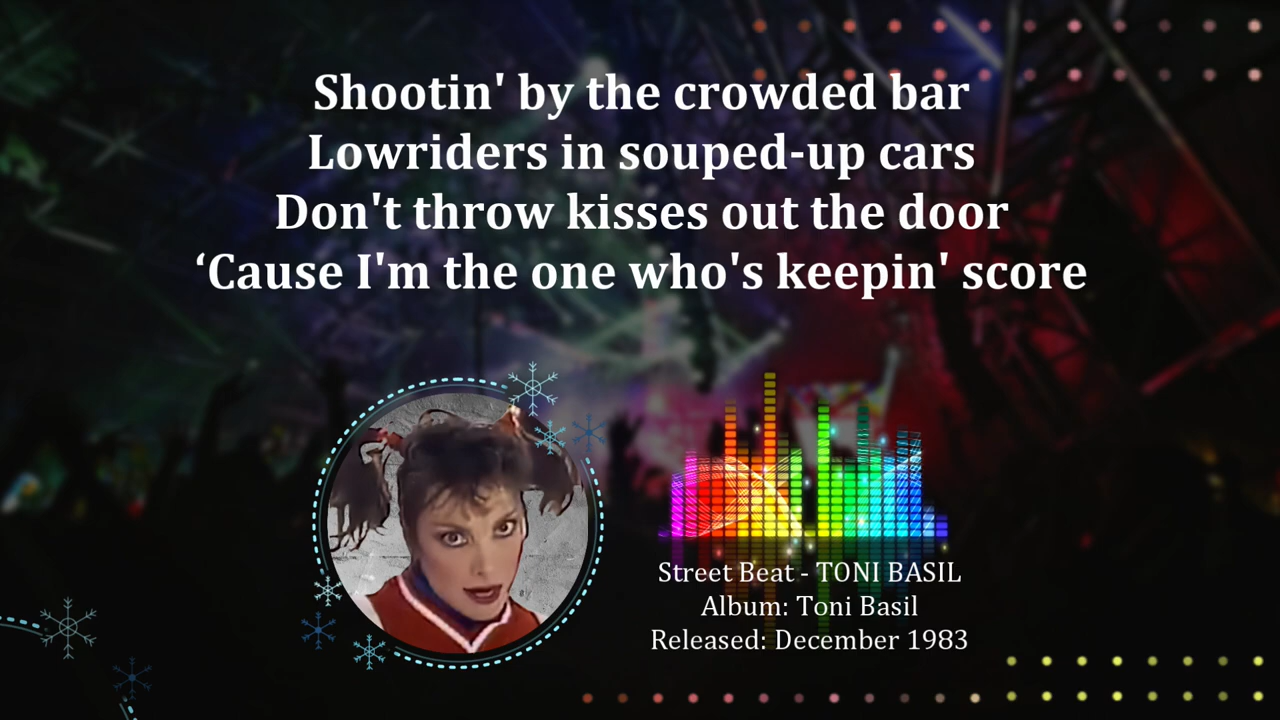 Shootin' by the crowded bar
Lowriders in souped-up cars
Don't throw kisses out the door
‘Cause I'm the one who's keepin' score
Street Beat - TONI BASIL
Album: Toni Basil
Released: December 1983